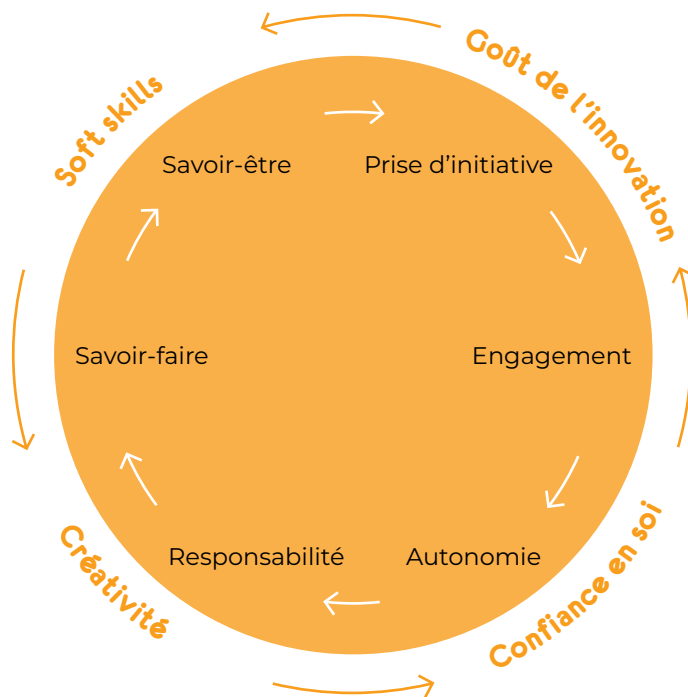 Goût de l'innovation
Soft skills
Savoir-être
Prise d'initiative
Savoir-faire
Engagement
Responsabilité
Autonomie
Créativité
Confiance en soi